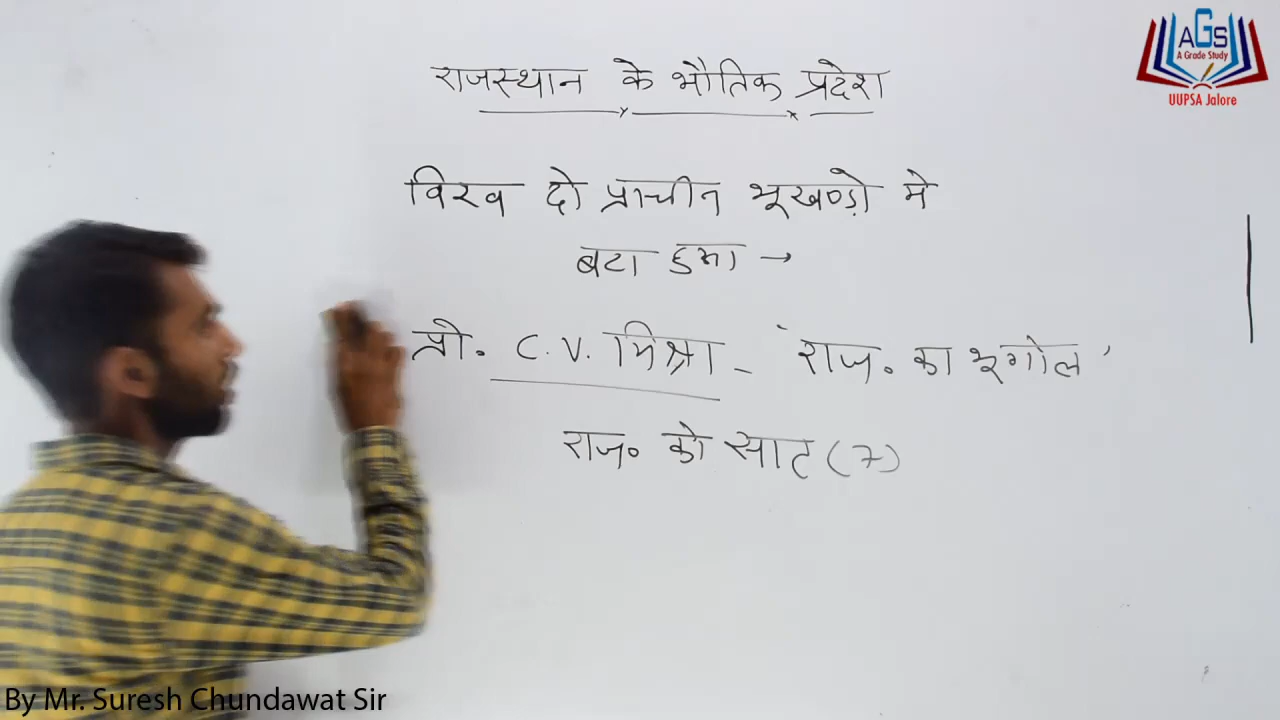 AGS
A Grade Study
UUPSA Jalore
राजस्थान के भौतिक प्रदेश
विश्व दो प्राचीन भूखण्डो मे
बटा हुआ →
प्रो. C.V. मिश्रा - 'राज. का भूगोल'
राज. को सात (7)
By Mr. Suresh Chundawat Sir